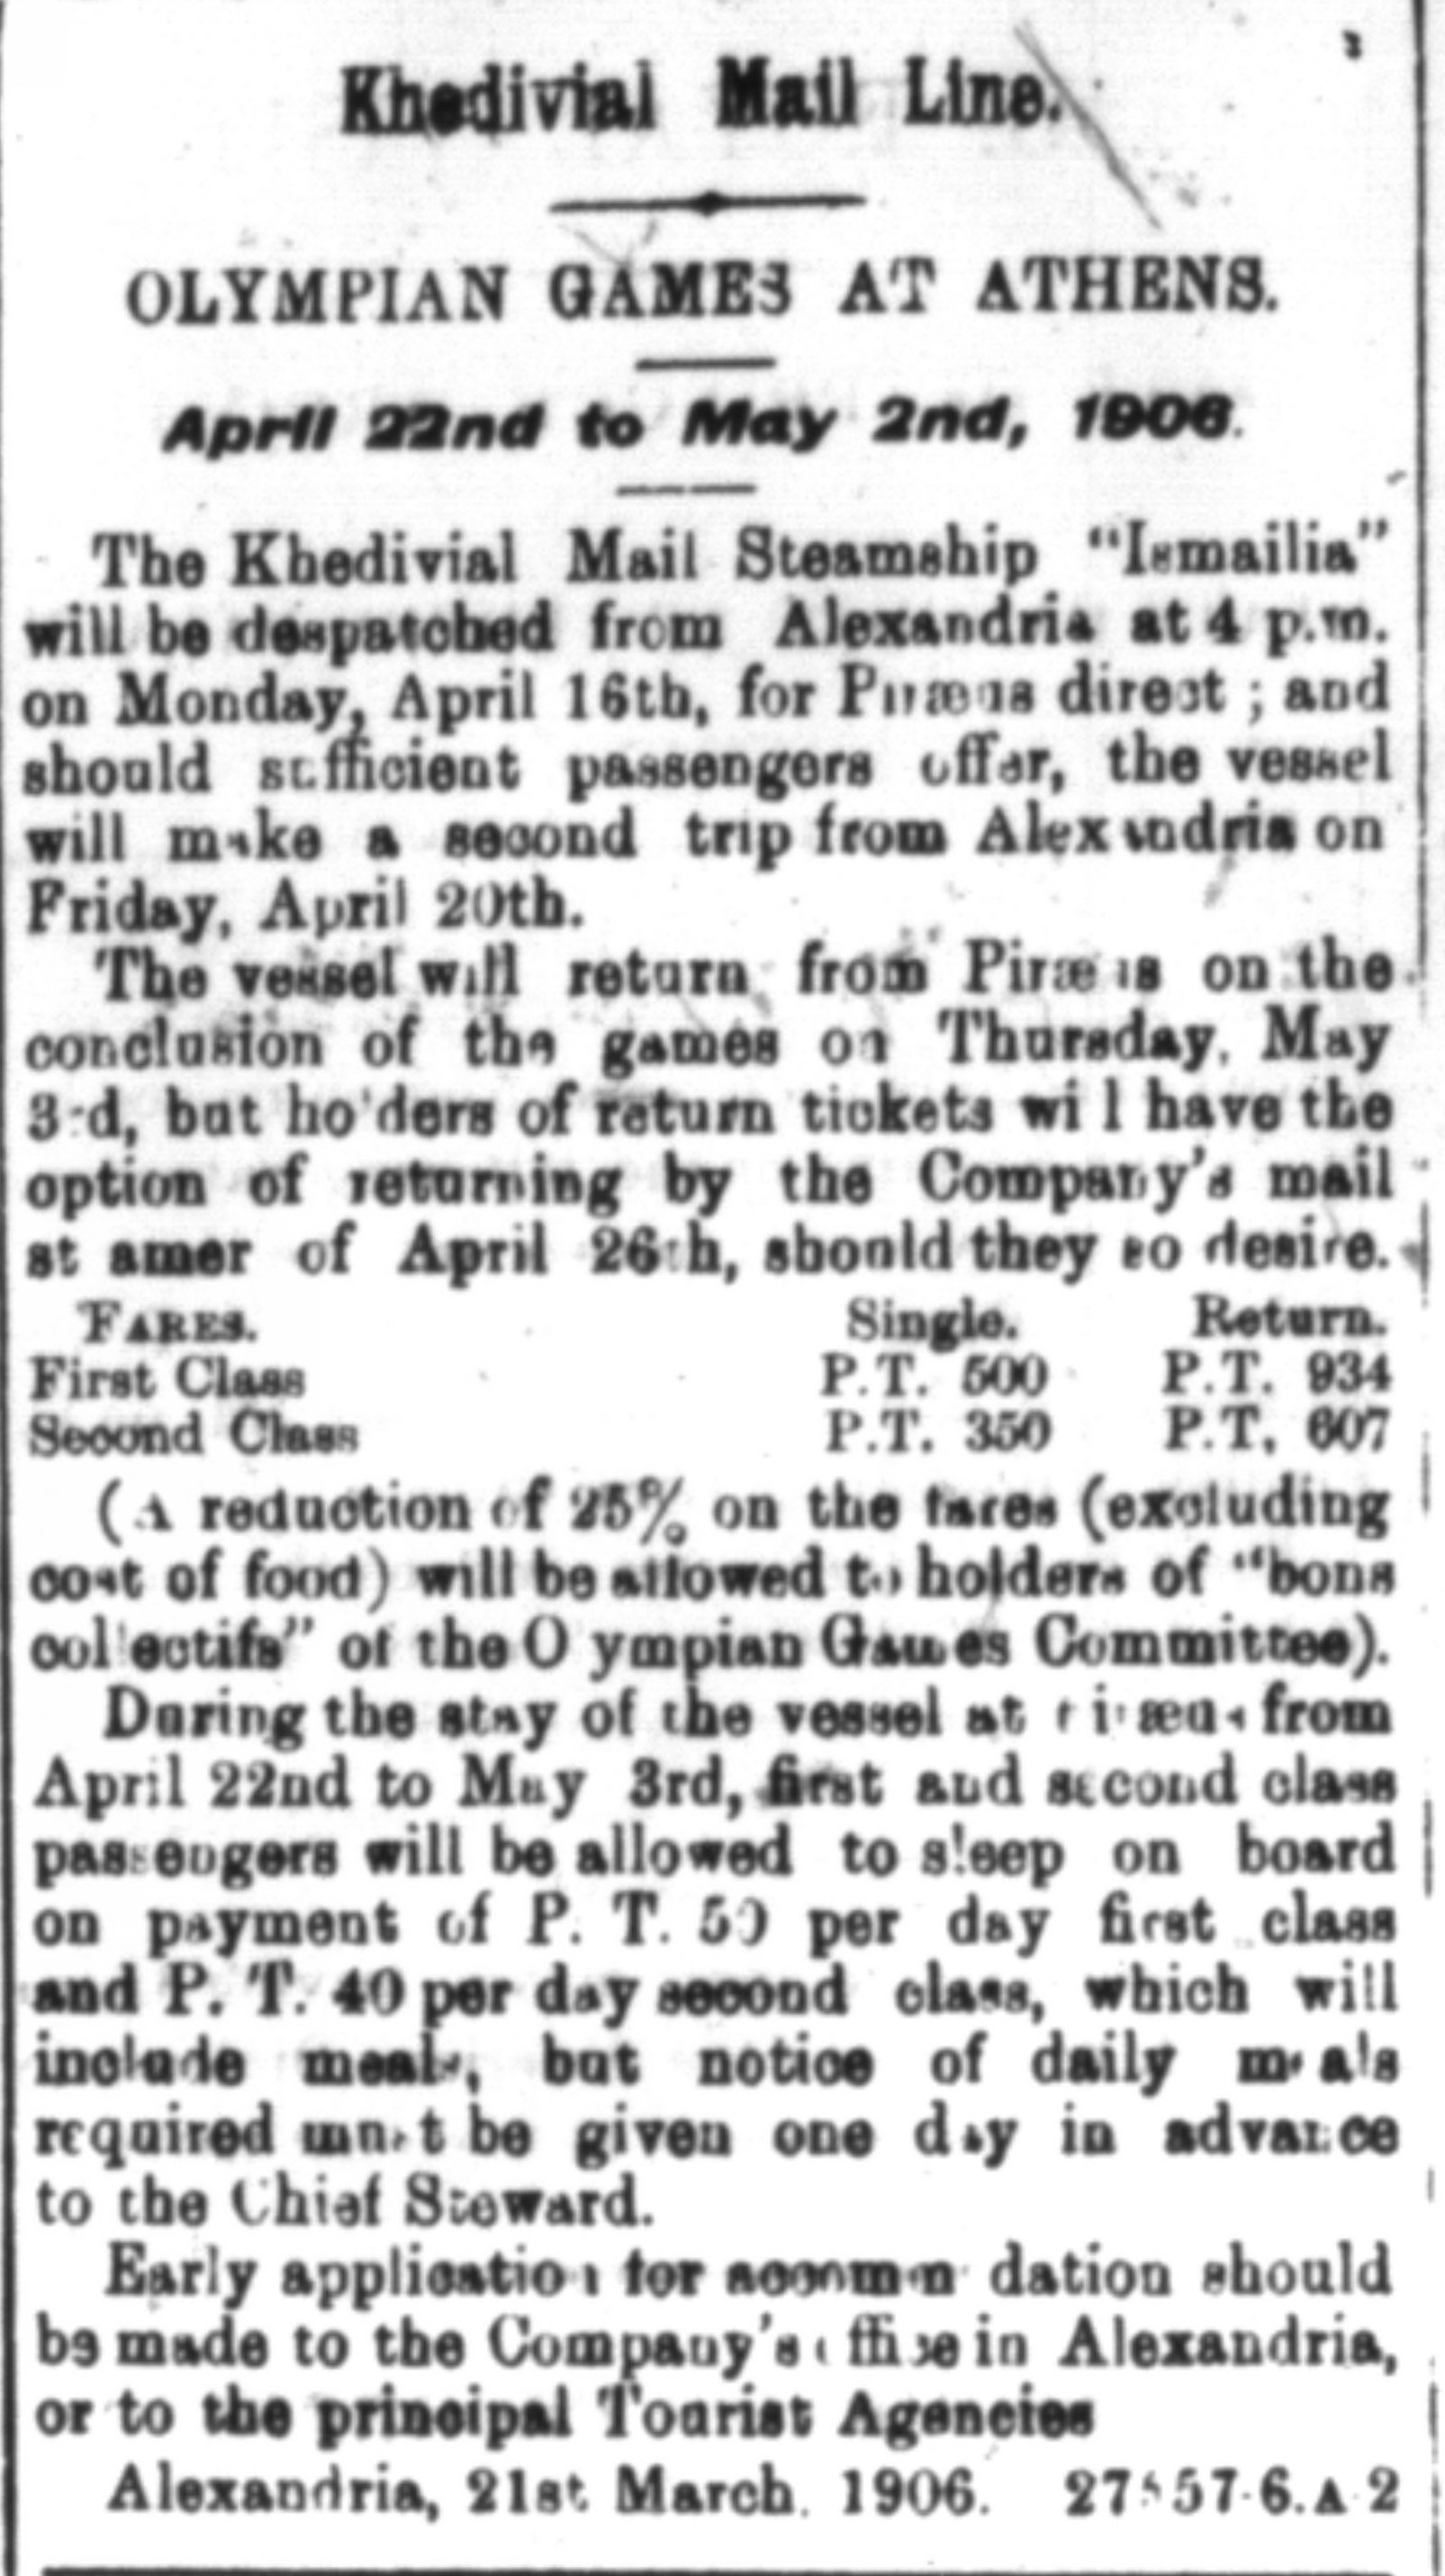 Khedivial Mail Line.
OLYMPIAN GAMES AT ATHENS.
April 22nd to May 2nd, 1906.
The Khedivial Mail Steamship "Ismailia"
will be despatched from Alexandria at 4 p.m.
on Monday, April 16th, for Piræus direct ; and
should sufficient passengers offer, the vessel
will make a second trip from Alexandria on
Friday, April 20th.
The vessel will return from Piræus on the
conclusion of the games on Thursday, May
3rd, but holders of return tickets will have the
option of returning by the Company's mail
steamer of April 26th, should they so desire.
FARES. Single. Return.
First Class P.T. 500 P.T. 934
Second Class P.T. 350 P.T. 607
(A reduction of 25% on the fares (excluding
cost of food) will be allowed to holders of "bons
collectifs" of the Olympian Games Committee).
During the stay of the vessel at Piræus from
April 22nd to May 3rd, first and second class
passengers will be allowed to sleep on board
on payment of P. T. 50 per day first class
and P. T. 40 per day second class, which will
include meals, but notice of daily meals
required must be given one day in advance
to the Chief Steward.
Early application for accommodation should
be made to the Company's office in Alexandria,
or to the principal Tourist Agencies
Alexandria, 21st March. 1906.